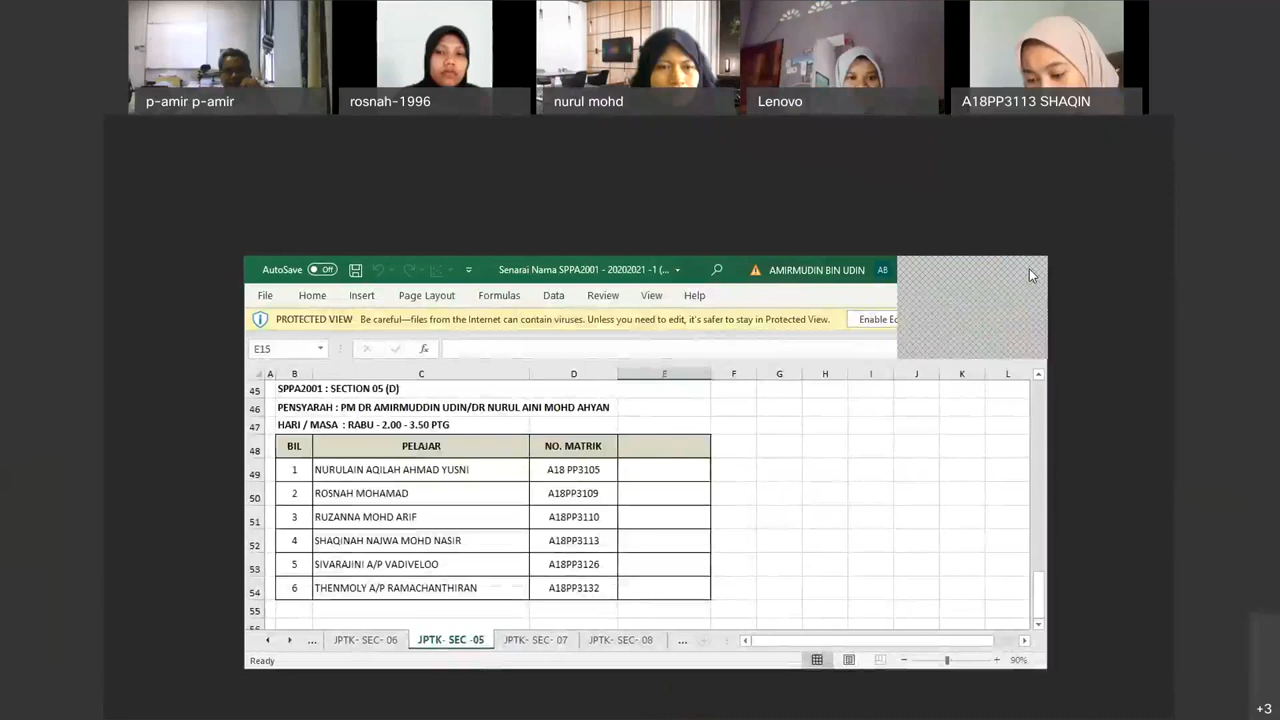 p-amir p-amir
rosnah-1996
nurul mohd
Lenovo
A18PP3113 SHAQIN
AutoSave Off Senarai Nama SPPA2001 - 20202021 -1 (... AMIRMUDIN BIN UDIN AB
File Home Insert Page Layout Formulas Data Review View Help
PROTECTED VIEW Be careful—files from the Internet can contain viruses. Unless you need to edit, it's safer to stay in Protected View. Enable
E15 fx
A B C D E F G H I J K L
45 SPPA2001 : SECTION 05 (D)
46 PENSYARAH : PM DR AMIRMUDDIN UDIN/DR NURUL AINI MOHD AHYAN
47 HARI / MASA : RABU - 2.00 - 3.50 PTG
48 BIL PELAJAR NO. MATRIK
49 1 NURULAIN AQILAH AHMAD YUSNI A18 PP3105
50 2 ROSNAH MOHAMAD A18PP3109
51 3 RUZANNA MOHD ARIF A18PP3110
52 4 SHAQINAH NAJWA MOHD NASIR A18PP3113
53 5 SIVARAJINI A/P VADIVELOO A18PP3126
54 6 THENMOLY A/P RAMACHANTHIRAN A18PP3132
55
... JPTK- SEC- 06 JPTK- SEC -05 JPTK- SEC- 07 JPTK- SEC- 08 ...
Ready 90%
+3